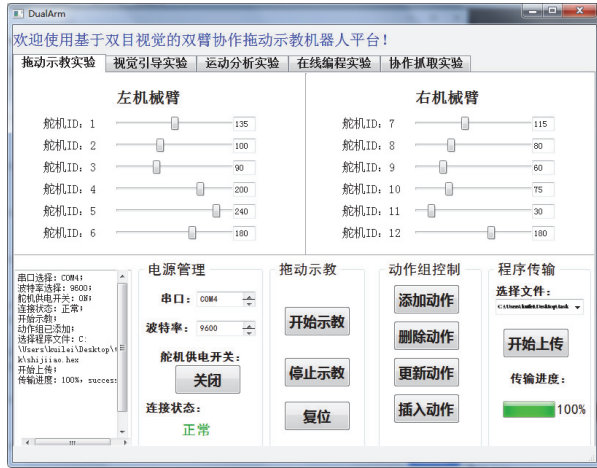 DualArm
欢迎使用基于双目视觉的双臂协作拖动示教机器人平台！
拖动示教实验 视觉引导实验 运动分析实验 在线编程实验 协作抓取实验
左机械臂
舵机ID：1 135
舵机ID：2 100
舵机ID：3 90
舵机ID：4 200
舵机ID：5 240
舵机ID：6 180
右机械臂
舵机ID：7 115
舵机ID：8 80
舵机ID：9 60
舵机ID：10 75
舵机ID：11 30
舵机ID：12 180
串口选择：COM4；
波特率选择：9600；
舵机供电开关：ON；
连接状态：正常；
开始示教；
动作组已添加；
选择程序文件：C:
\Users\kuilei\Desktop\
k\shijiiao.hex
开始上传；
传输进度：100%，succes
电源管理
串口：COM4
波特率：9600
舵机供电开关：
关闭
连接状态：
正常
拖动示教
开始示教
停止示教
复位
动作组控制
添加动作
删除动作
更新动作
插入动作
程序传输
选择文件：
C:\Users\kuilei\Desktop\task
开始上传
传输进度：
100%